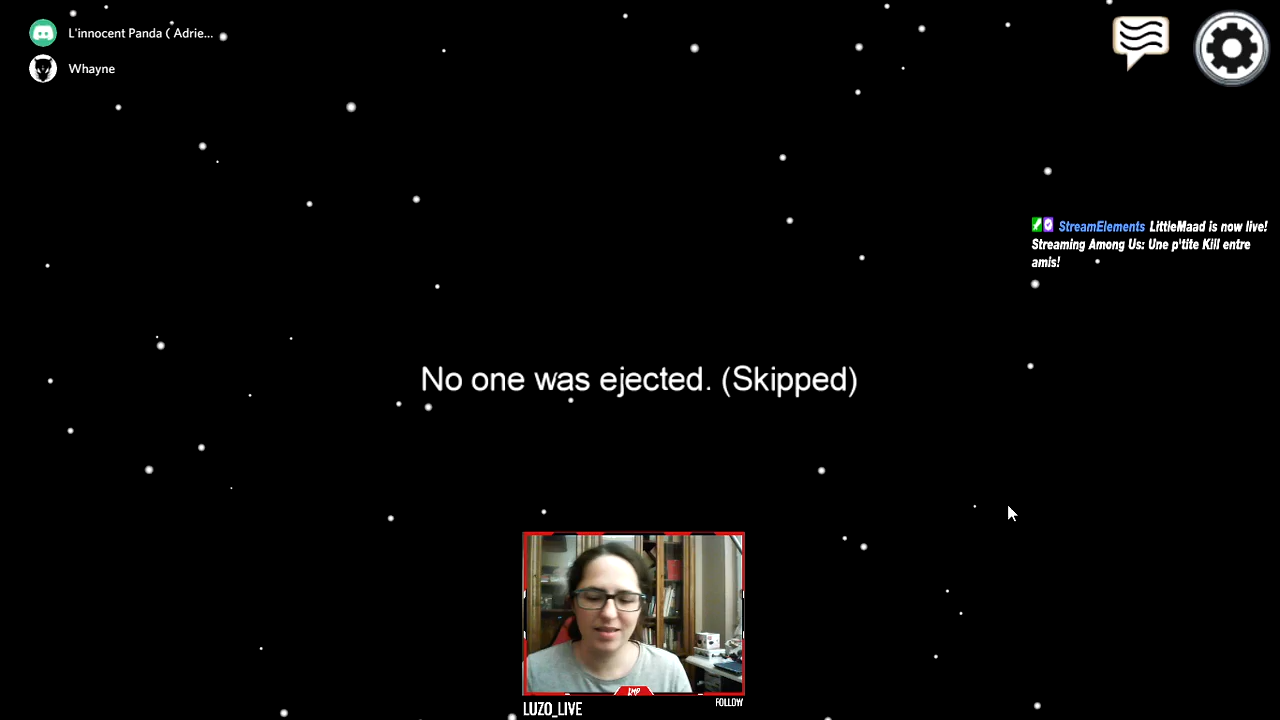 L'innocent Panda ( Adrie...
Whayne
StreamElements LittleMaad is now live!
Streaming Among Us: Une p'tite Kill entre
amis!
No one was ejected. (Skipped)
LUZO_LIVE
FOLLOW